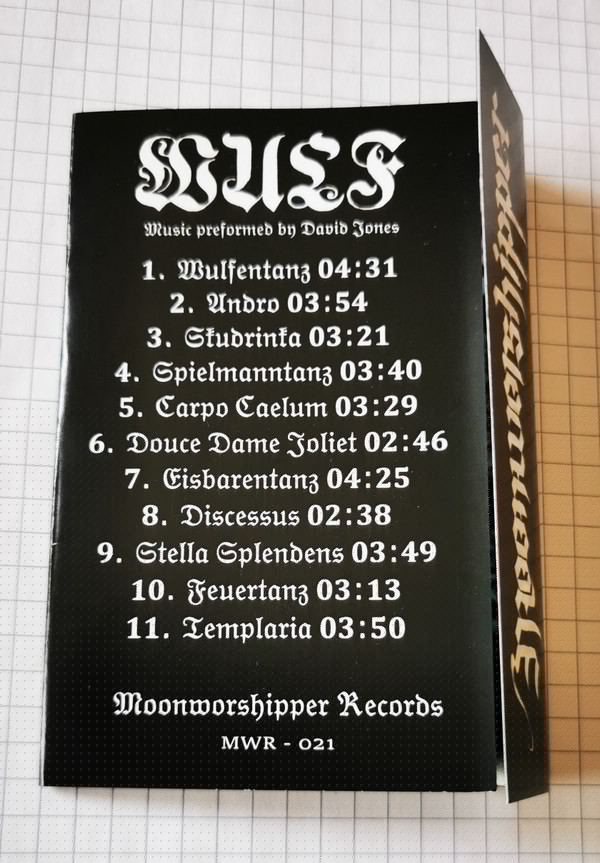 WULF
Music preformed by David Jones
1. Wulfentanz 04:31
2. Andro 03:54
3. Skudrinka 03:21
4. Spielmanntanz 03:40
5. Carpo Caelum 03:29
6. Douce Dame Joliet 02:46
7. Eisbarentanz 04:25
8. Discessus 02:38
9. Stella Splendens 03:49
10. Feuertanz 03:13
11. Templaria 03:50
Moonworshipper Records
MWR - 021
Moonworshipper